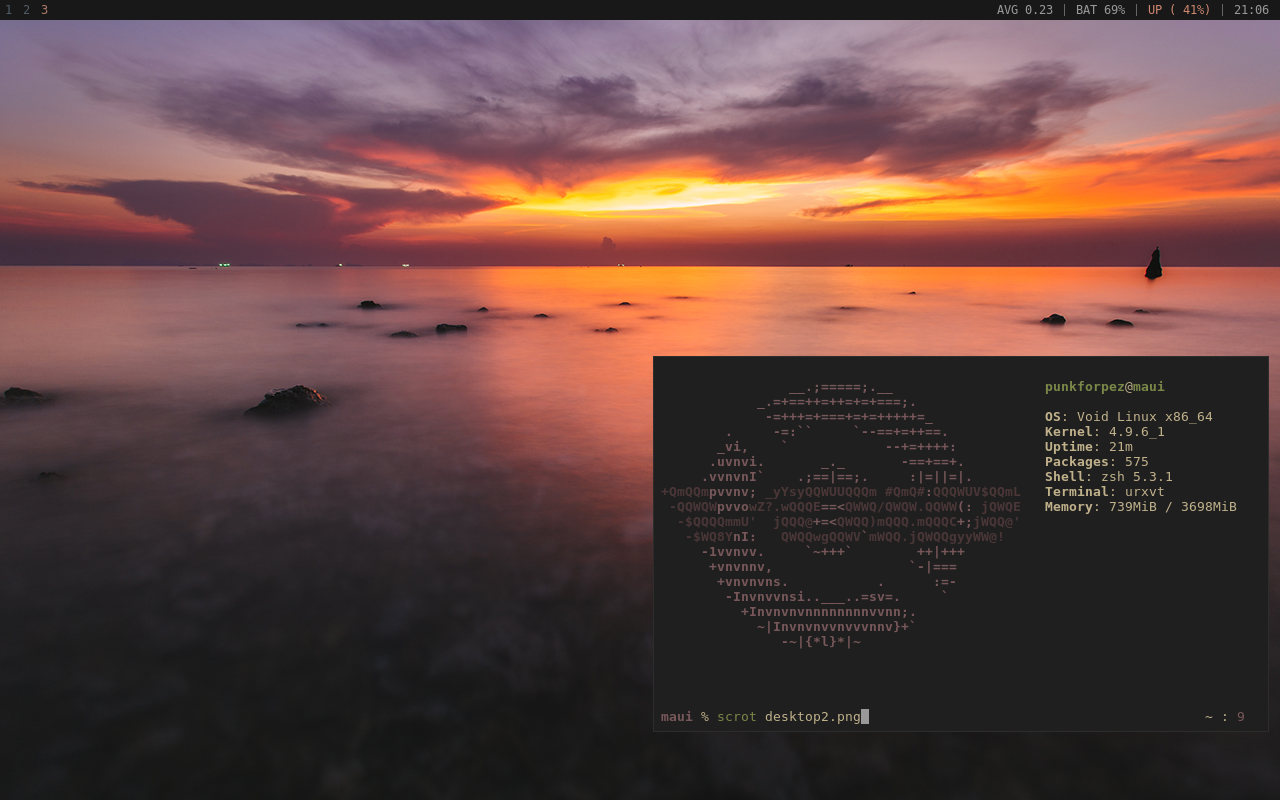 1 2 3 AVG 0.23 | BAT 69% | UP ( 41%) | 21:06
__.;=====;.__
_.=+==++=++=+=+===;.
-=+++=+===+=+=+++++=_
. -=:`` `--==+=++==.
_vi, ` --+=++++:
.uvnvi. _._ -==+==+.
.vvnvnI` .;==|==;. :|=||=|.
+QmQQmpvvnv; _yYsyQQWUUQQQm #QmQ#:QQQWUV$QQmL
-QQWQWpvvowZ?.wQQQE==<QWWQ/QWQW.QQWW(: jQWQE
-$QQQQmmU' jQQQ@+=<QWQQ)mQQQ.mQQQC+;jWQQ@'
-$WQ8YnI: QWQQwgQQWV`mWQQ.jQWQQgyyWW@!
-1vvnvv. `~+++` ++|+++
+vnvnnv, `-|===
+vnvnvns. . :=-
-Invnvvnsi..___..=sv=. `
+Invnvnvnnnnnnnnvvnn;.
~|Invnvnvvnvvvnnv}+`
-~|{*l}*|~
punkforpez@maui
OS: Void Linux x86_64
Kernel: 4.9.6_1
Uptime: 21m
Packages: 575
Shell: zsh 5.3.1
Terminal: urxvt
Memory: 739MiB / 3698MiB
maui % scrot desktop2.png ~ : 9